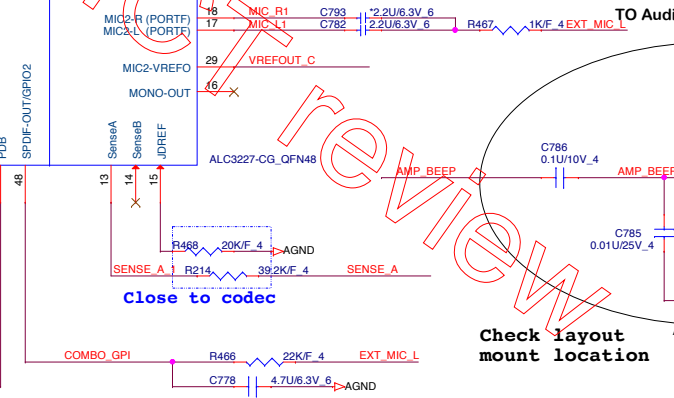 18 MIC_R1 C793 *2.2U/6.3V_6 TO Audi
MIC2-R (PORTF)
17 MIC_L1 C782 2.2U/6.3V_6 R467 1K/F_4 EXT_MIC_L
MIC2-L (PORTF)
29 VREFOUT_C
MIC2-VREFO
16
MONO-OUT
PDB
SPDIF-OUT/GPIO2
SenseA
SenseB
JDREF
ALC3227-CG_QFN48
48
13
14
15
C786
0.1U/10V_4
AMP_BEEP AMP_BEEP
C785
0.01U/25V_4
R468 20K/F_4 AGND
SENSE_A_1 R214 39.2K/F_4 SENSE_A
Close to codec
Check layout
mount location
COMBO_GPI R466 22K/F_4 EXT_MIC_L
C778 4.7U/6.3V_6 AGND
review